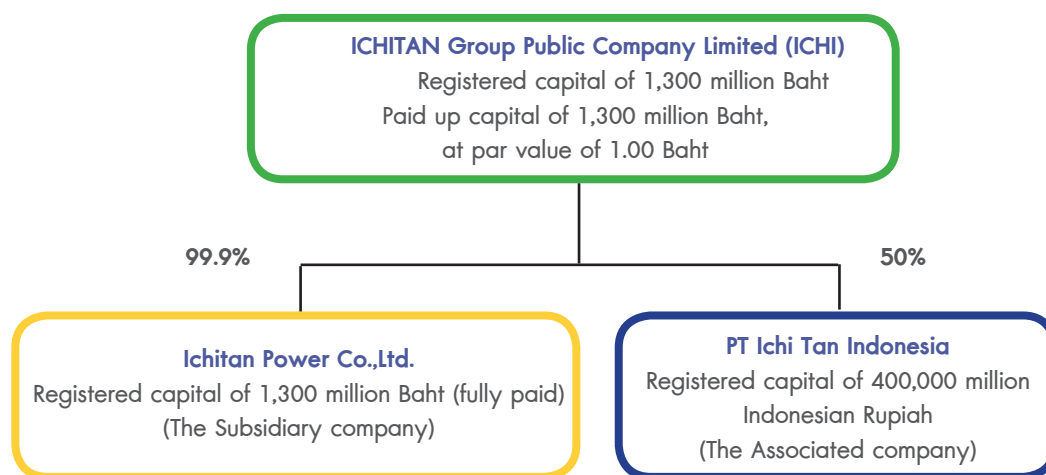 ICHITAN Group Public Company Limited (ICHI)
Registered capital of 1,300 million Baht
Paid up capital of 1,300 million Baht,
at par value of 1.00 Baht
99.9%
50%
Ichitan Power Co.,Ltd.
Registered capital of 1,300 million Baht (fully paid)
(The Subsidiary company)
PT Ichi Tan Indonesia
Registered capital of 400,000 million
Indonesian Rupiah
(The Associated company)